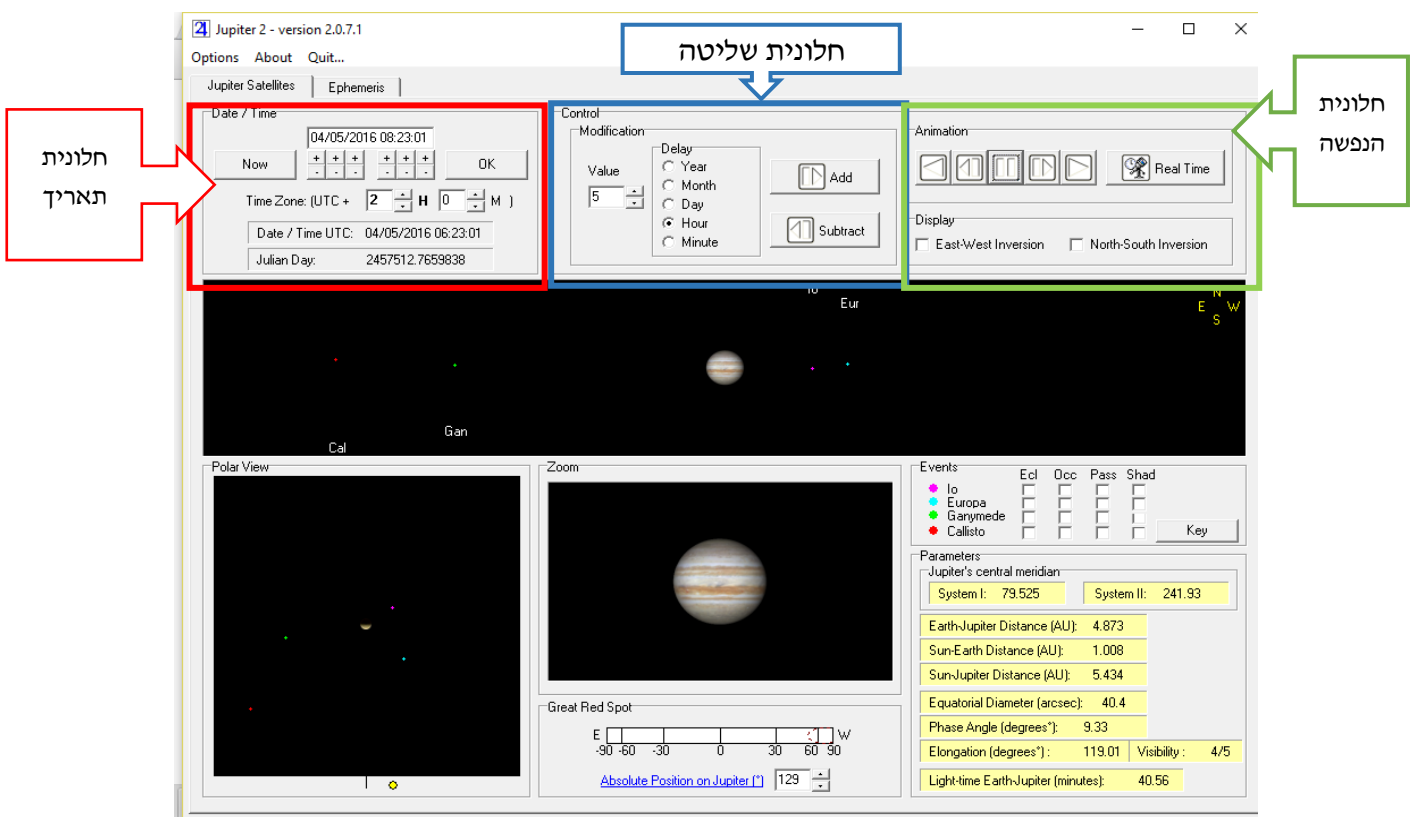 Jupiter 2 - version 2.0.7.1
חלונית שליטה
Options About Quit...
Jupiter Satellites Ephemeris
חלונית
תאריך
Date / Time
04/05/2016 08:23:01
Now + + + + + + OK
- - - - - -
Time Zone: (UTC + 2 H 0 M )
Date / Time UTC: 04/05/2016 06:23:01
Julian Day: 2457512.7659838
Control
Modification
Value
5
Delay
Year
Month
Day
Hour
Minute
Add
Subtract
Animation
Real Time
Display
East-West Inversion North-South Inversion
חלונית
הנפשה
Io
Eur
N
E W
S
Gan
Cal
Polar View
Zoom
Great Red Spot
E W
-90 -60 -30 0 30 60 90
Absolute Position on Jupiter (°) 129
Events Ecl Occ Pass Shad
Io
Europa
Ganymede
Callisto
Key
Parameters
Jupiter's central meridian
System I: 79.525 System II: 241.93
Earth-Jupiter Distance (AU): 4.873
Sun-Earth Distance (AU): 1.008
Sun-Jupiter Distance (AU): 5.434
Equatorial Diameter (arcsec): 40.4
Phase Angle (degrees°): 9.33
Elongation (degrees°) : 119.01 Visibility : 4/5
Light-time Earth-Jupiter (minutes): 40.56